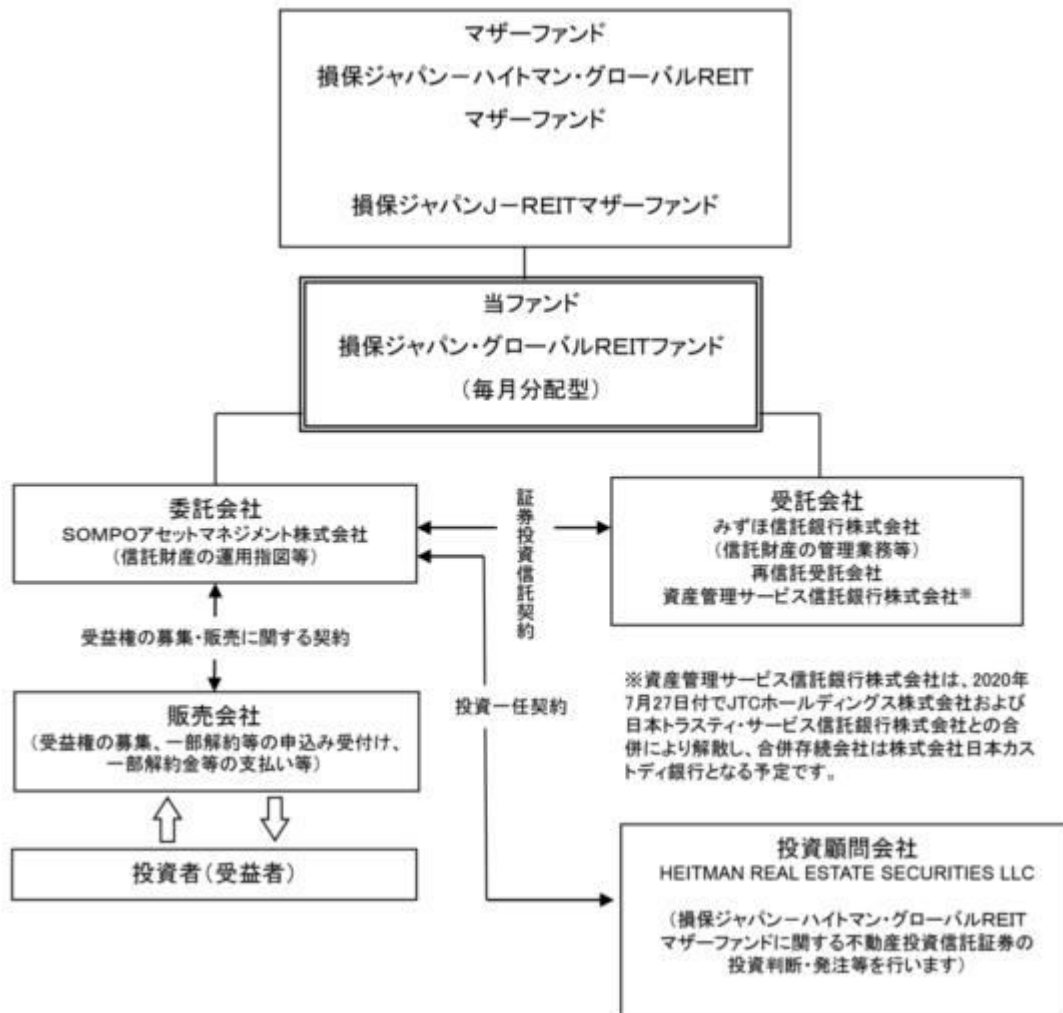 マザーファンド
損保ジャパン－ハイトマン・グローバルREIT
マザーファンド
損保ジャパンJ－REITマザーファンド
当ファンド
損保ジャパン・グローバルREITファンド
（毎月分配型）
委託会社
SOMPOアセットマネジメント株式会社
（信託財産の運用指図等）
証券投資信託契約
受託会社
みずほ信託銀行株式会社
（信託財産の管理業務等）
再信託受託会社
資産管理サービス信託銀行株式会社※
受益権の募集・販売に関する契約
投資一任契約
※資産管理サービス信託銀行株式会社は、2020年
7月27日付でJTCホールディングス株式会社および
日本トラスティ・サービス信託銀行株式会社との合
併により解散し、合併存続会社は株式会社日本カス
トディ銀行となる予定です。
販売会社
（受益権の募集、一部解約等の申込み受付け、
一部解約金等の支払い等）
投資者（受益者）
投資顧問会社
HEITMAN REAL ESTATE SECURITIES LLC
（損保ジャパン－ハイトマン・グローバルREIT
マザーファンドに関する不動産投資信託証券の
投資判断・発注等を行います）